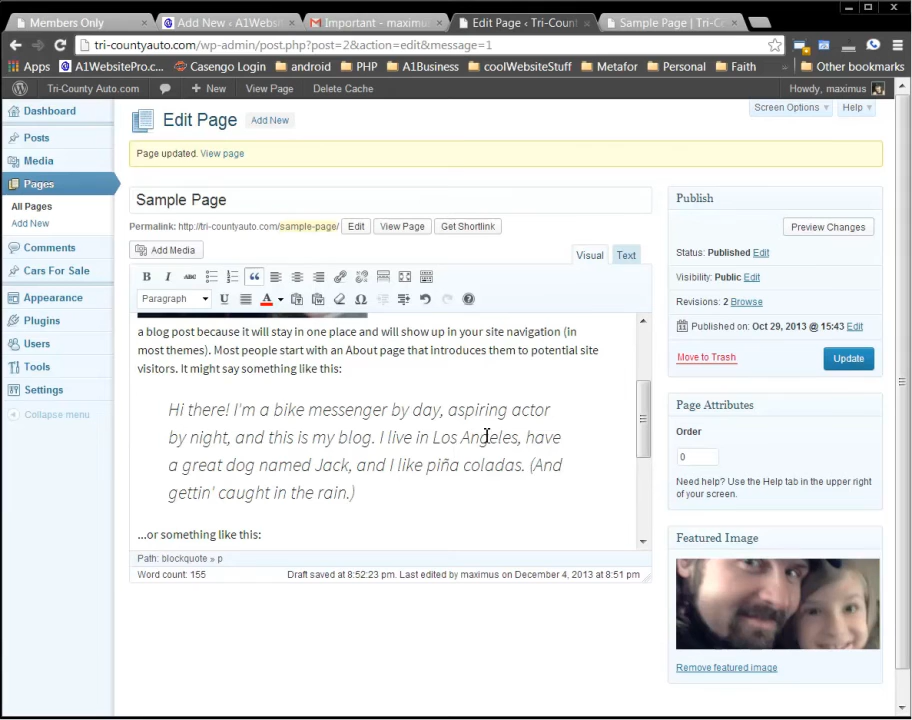 Members Only
Add New ‹ A1Websi
Important - maximus
Edit Page ‹ Tri-Count
Sample Page | Tri-Co
tri-countyauto.com/wp-admin/post.php?post=2&action=edit&message=1
Apps A1WebsitePro.c... Casengo Login android PHP A1Business coolWebsiteStuff Metafor Personal Faith » Other bookmarks
Tri-County Auto.com + New View Page Delete Cache Howdy, maximus
Dashboard
Posts
Media
Pages
All Pages
Add New
Comments
Cars For Sale
Appearance
Plugins
Users
Tools
Settings
Collapse menu
Screen Options Help
Edit Page Add New
Page updated. View page
Sample Page
Permalink: http://tri-countyauto.com/sample-page/ Edit View Page Get Shortlink
Add Media
Visual Text
B I ABC
Paragraph U A
a blog post because it will stay in one place and will show up in your site navigation (in
most themes). Most people start with an About page that introduces them to potential site
visitors. It might say something like this:
Hi there! I'm a bike messenger by day, aspiring actor
by night, and this is my blog. I live in Los Angeles, have
a great dog named Jack, and I like piña coladas. (And
gettin' caught in the rain.)
...or something like this:
Path: blockquote » p
Word count: 155 Draft saved at 8:52:23 pm. Last edited by maximus on December 4, 2013 at 8:51 pm
Publish
Preview Changes
Status: Published Edit
Visibility: Public Edit
Revisions: 2 Browse
Published on: Oct 29, 2013 @ 15:43 Edit
Move to Trash Update
Page Attributes
Order
0
Need help? Use the Help tab in the upper right
of your screen.
Featured Image
Remove featured image